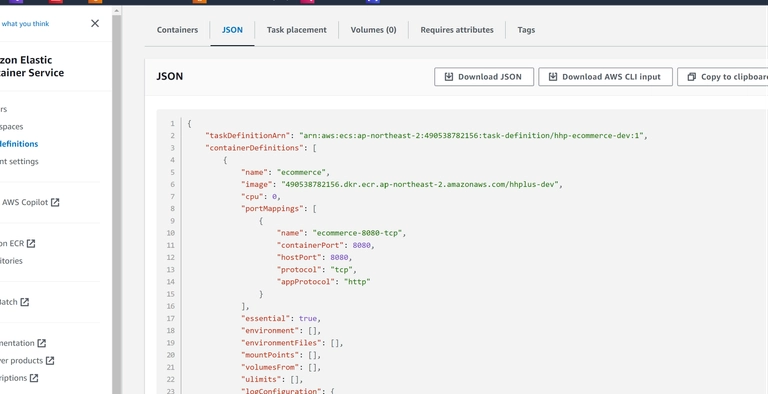 what you think
zon Elastic
tainer Service
rs
spaces
definitions
nt settings
AWS Copilot
on ECR
itories
Batch
mentation
ver products
riptions
Containers
JSON
Task placement
Volumes (0)
Requires attributes
Tags
JSON
Download JSON
Download AWS CLI input
Copy to clipboar
1 {
2 "taskDefinitionArn": "arn:aws:ecs:ap-northeast-2:490538782156:task-definition/hhp-ecommerce-dev:1",
3 "containerDefinitions": [
4 {
5 "name": "ecommerce",
6 "image": "490538782156.dkr.ecr.ap-northeast-2.amazonaws.com/hhplus-dev",
7 "cpu": 0,
8 "portMappings": [
9 {
10 "name": "ecommerce-8080-tcp",
11 "containerPort": 8080,
12 "hostPort": 8080,
13 "protocol": "tcp",
14 "appProtocol": "http"
15 }
16 ],
17 "essential": true,
18 "environment": [],
19 "environmentFiles": [],
20 "mountPoints": [],
21 "volumesFrom": [],
22 "ulimits": [],
23 "logConfiguration": {